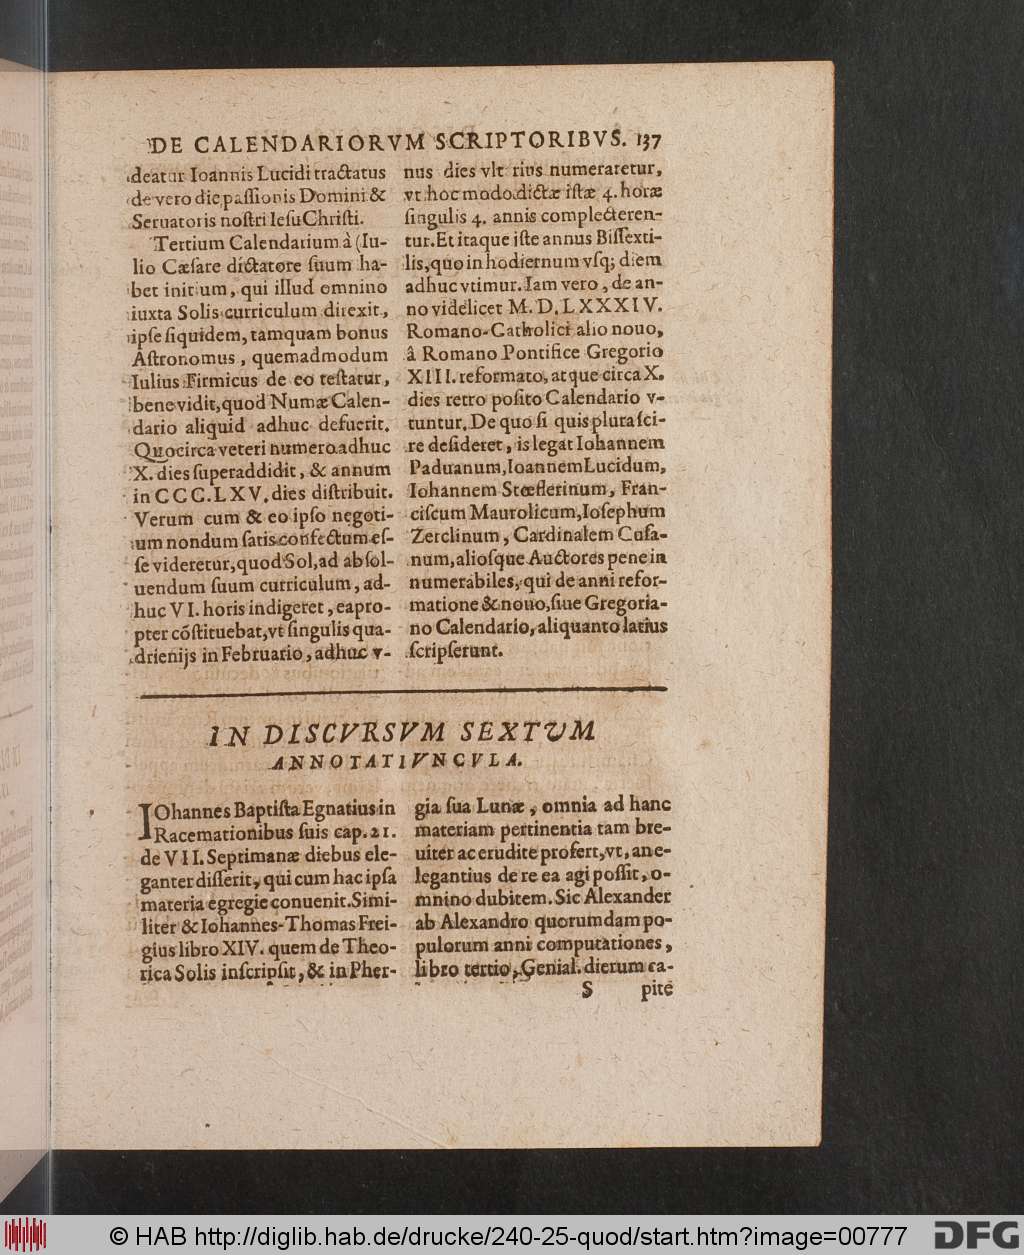 DE CALENDARIORVM SCRIPTORIBVS. 137
deatur Ioannis Lucidi tractatus
de vero die paſſionis Domini &
Seruatoris noſtri Ieſu Chriſti.
Tertium Calendarium à (Iu-
lio Cæſare dictatore ſuum ha-
bet initium, qui illud omnino
iuxta Solis curriculum direxit,
ipſe ſiquidem, tamquam bonus
Aſtronomus, quemadmodum
Iulius Firmicus de eo teſtatur,
bene vidit, quod Numæ Calen-
dario aliquid adhuc defuerit.
Quocirca veteri numero adhuc
X. dies ſuperaddidit, & annum
in CCC.LXV. dies diſtribuit.
Verum cum & eo ipſo negoti-
um nondum ſatis confectum eſ-
ſe videretur, quod Sol, ad abſol-
uendum ſuum curriculum, ad-
huc VI. horis indigeret, eapro-
pter cõſtituebat, vt ſingulis qua-
drienijs in Februario, adhuc v-
nus dies vlt rius numeraretur,
vt hoc modo dictæ iſtæ 4. horæ
ſingulis 4. annis complecteren-
tur. Et itaque iſte annus Biſſexti-
lis, quo in hodiernum vſq; diem
adhuc vtimur. Iam vero, de an-
no videlicet M.D.LXXXIV.
Romano-Catholici alio nouo,
â Romano Pontifice Gregorio
XIII. reformato, atque circa X.
dies retro poſito Calendario v-
tuntur. De quo ſi quis plura ſci-
re deſideret, is legat Iohannem
Paduanum, Ioannem Lucidum,
Iohannem Stœflerinum, Fran-
ciſcum Maurolicum, Ioſephum
Zerclinum, Cardinalem Cuſa-
num, alioſque Auctores pene in
numerabiles, qui de anni refor-
matione & nouo, ſiue Gregoria-
no Calendario, aliquanto latius
ſcripſerunt.
IN DISCVRSVM SEXTUM
ANNOTATIVNCVLA.
IOhannes Baptiſta Egnatius in
Racemationibus ſuis cap. 21.
de VII. Septimanæ diebus ele-
ganter diſſerit, qui cum hac ipſa
materia egregie conuenit. Simi-
liter & Iohannes-Thomas Frei-
gius libro XIV. quem de Theo-
rica Solis inſcripſit, & in Pher-
gia ſua Lunæ, omnia ad hanc
materiam pertinentia tam bre-
uiter ac erudite profert, vt, an e-
legantius de re ea agi poſſit, o-
mnino dubitem. Sic Alexander
ab Alexandro quorumdam po-
pulorum anni computationes,
libro tertio, Genial. dierum ca-
S pite
© HAB http://diglib.hab.de/drucke/240-25-quod/start.htm?image=00777
DFG